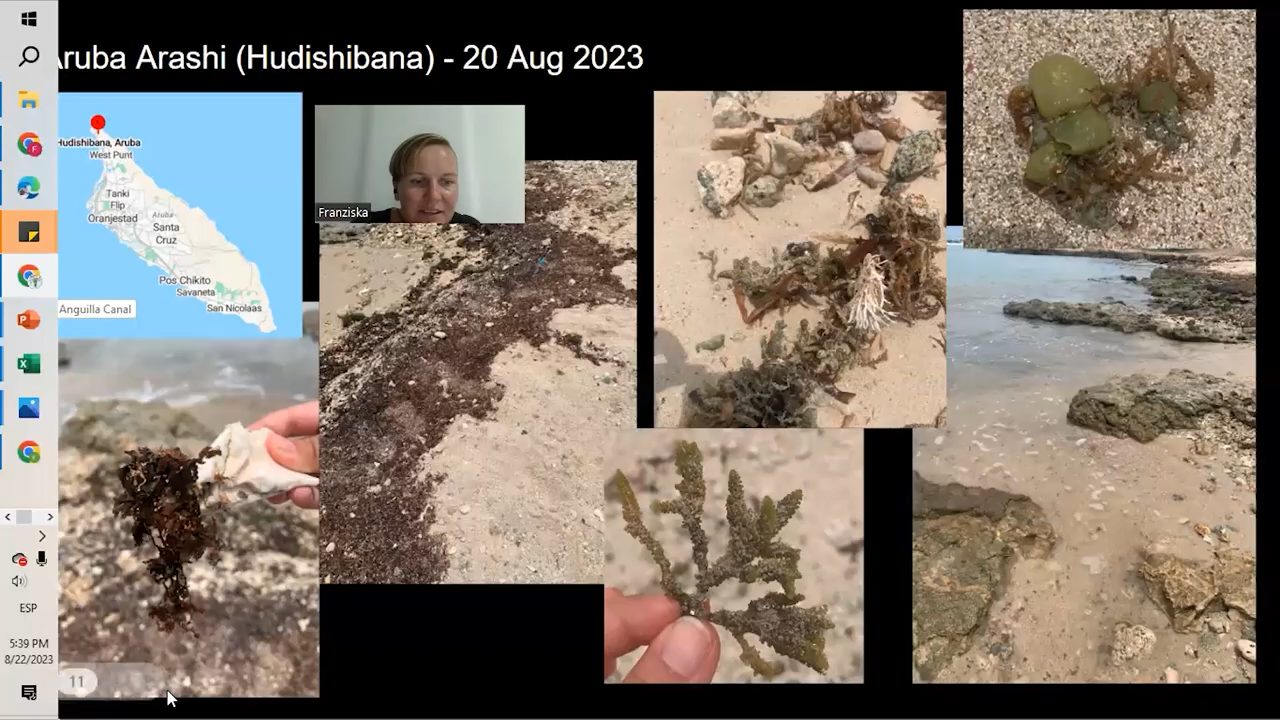 Aruba Arashi (Hudishibana) - 20 Aug 2023
Hudishibana, Aruba
West Punt
Tanki
Flip
Oranjestad
Aruba
Santa
Cruz
Pos Chikito
Savaneta
San Nicolaas
Anguilla Canal
Franziska
ESP
5:39 PM
8/22/2023
11